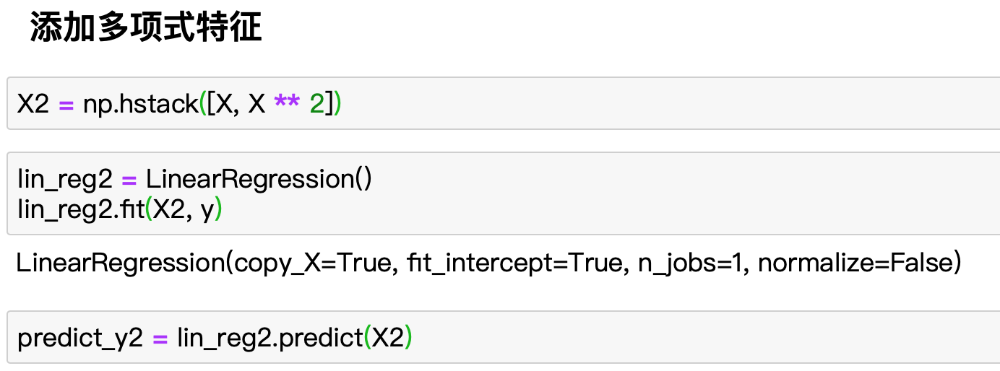 添加多项式特征
X2 = np.hstack([X, X ** 2])
lin_reg2 = LinearRegression()
lin_reg2.fit(X2, y)
LinearRegression(copy_X=True, fit_intercept=True, n_jobs=1, normalize=False)
predict_y2 = lin_reg2.predict(X2)